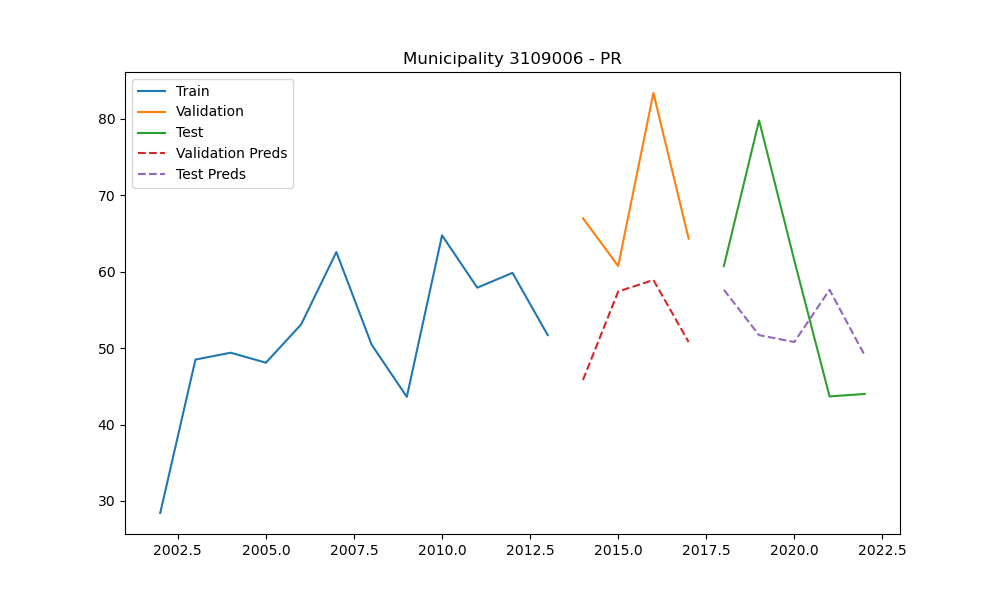 Municipality 3109006 - PR
Train
Validation
Test
Validation Preds
Test Preds
80
70
60
50
40
30
2002.5 2005.0 2007.5 2010.0 2012.5 2015.0 2017.5 2020.0 2022.5